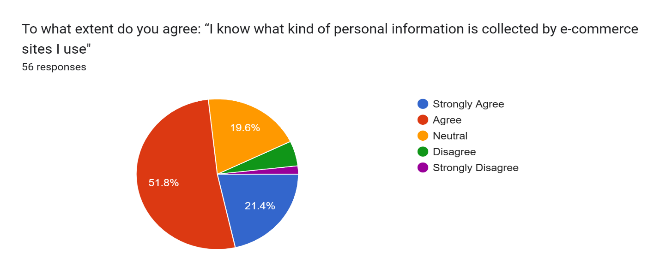 To what extent do you agree: “I know what kind of personal information is collected by e-commerce
sites I use"
56 responses
Strongly Agree
Agree
Neutral
Disagree
Strongly Disagree
19.6%
51.8%
21.4%